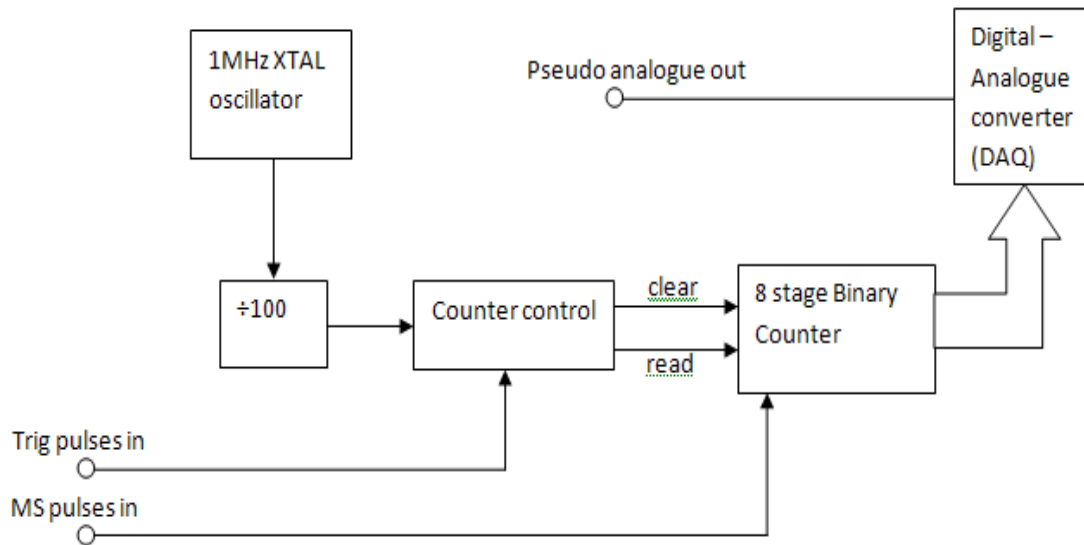 1MHz XTAL
oscillator
Pseudo analogue out
Digital –
Analogue
converter
(DAQ)
÷100
Counter control
clear
read
8 stage Binary
Counter
Trig pulses in
MS pulses in